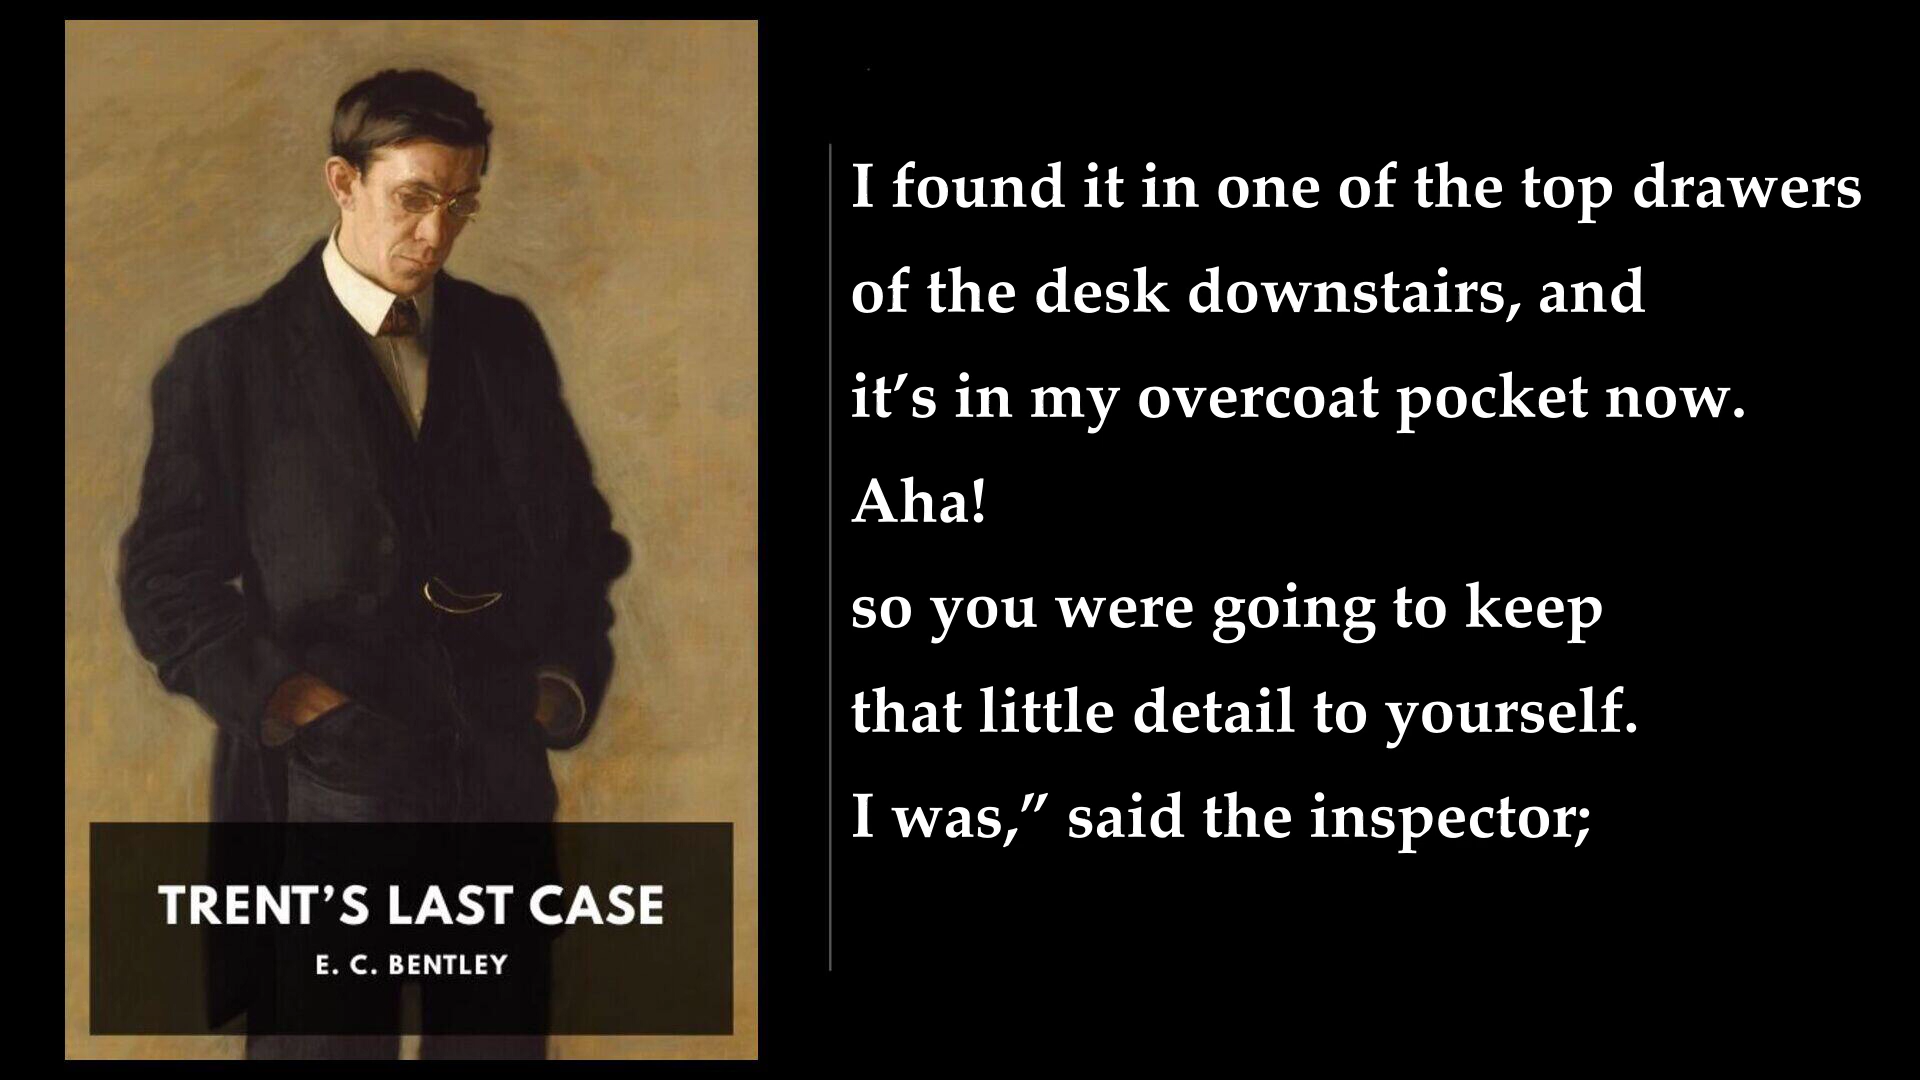 TRENT’S LAST CASE
E. C. BENTLEY
I found it in one of the top drawers
of the desk downstairs, and
it’s in my overcoat pocket now.
Aha!
so you were going to keep
that little detail to yourself.
I was,” said the inspector;